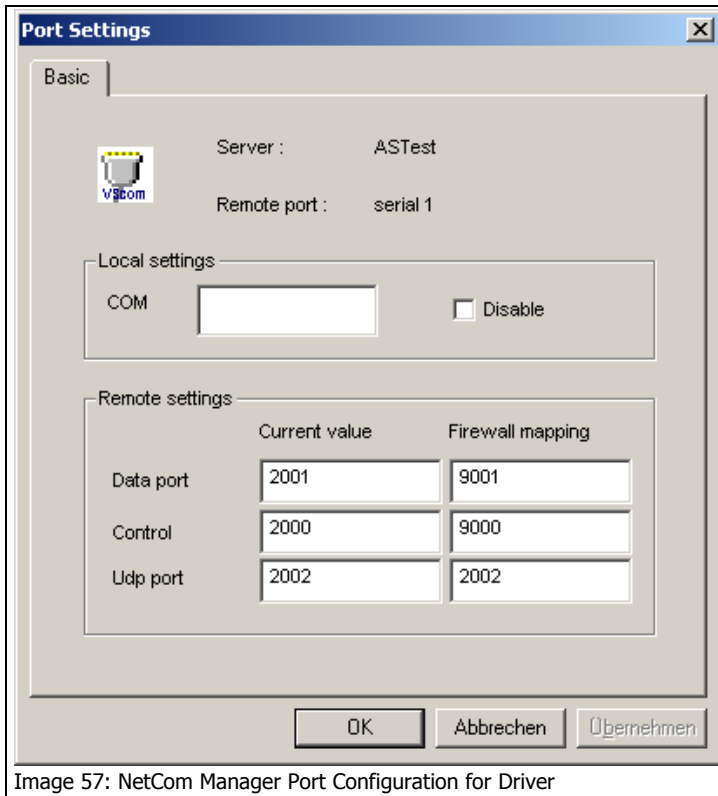 Port Settings
Basic
VScom
Server : ASTest
Remote port : serial 1
Local settings
COM
Disable
Remote settings
Current value Firewall mapping
Data port 2001 9001
Control 2000 9000
Udp port 2002 2002
OK Abbrechen Übernehmen
Image 57: NetCom Manager Port Configuration for Driver